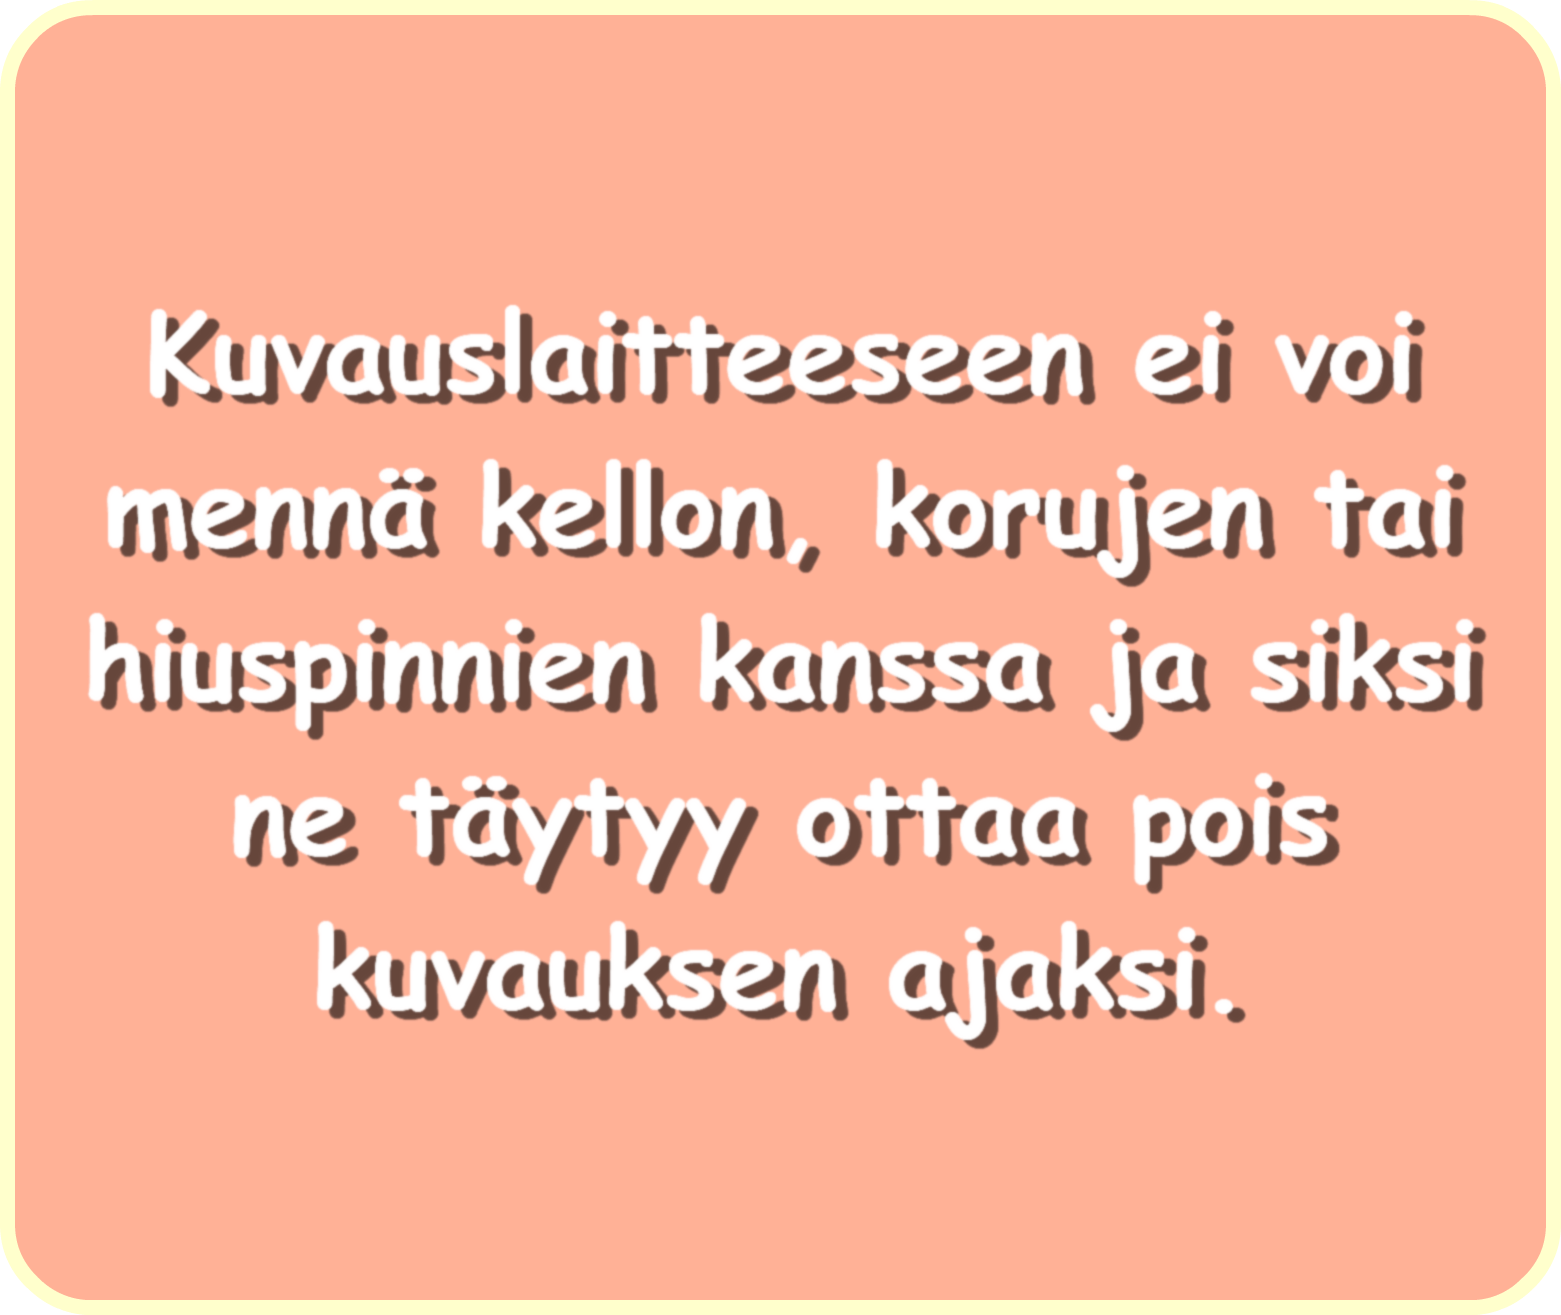 Kuvauslaitteeseen ei voi
mennä kellon, korujen tai
hiuspinnien kanssa ja siksi
ne täytyy ottaa pois
kuvauksen ajaksi.